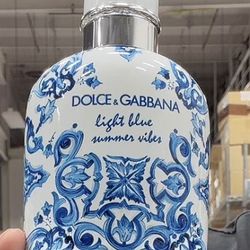 DOLCE & GABBANA
light blue
summer vibes